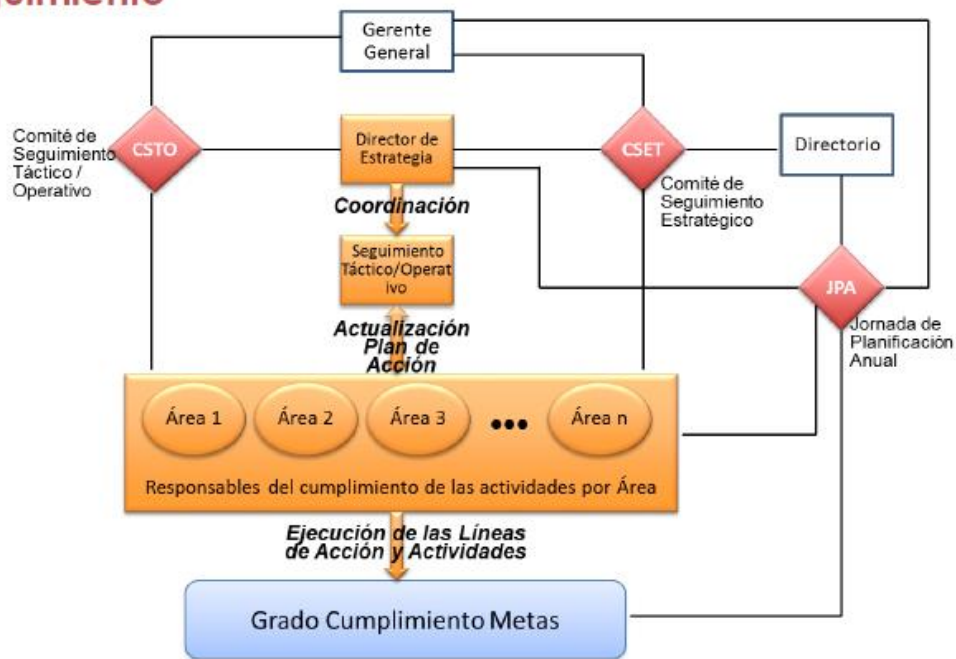 Gerente
General
Comité de
Seguimiento
Táctico /
Operativo
CSTO
Director de
Estrategia
CSET
Directorio
Comité de
Seguimiento
Estratégico
Coordinación
Seguimiento
Táctico/Operat
ivo
JPA
Jornada de
Planificación
Anual
Actualización
Plan de
Acción
Área 1
Área 2
Área 3
•••
Área n
Responsables del cumplimiento de las actividades por Área
Ejecución de las Líneas
de Acción y Actividades
Grado Cumplimiento Metas